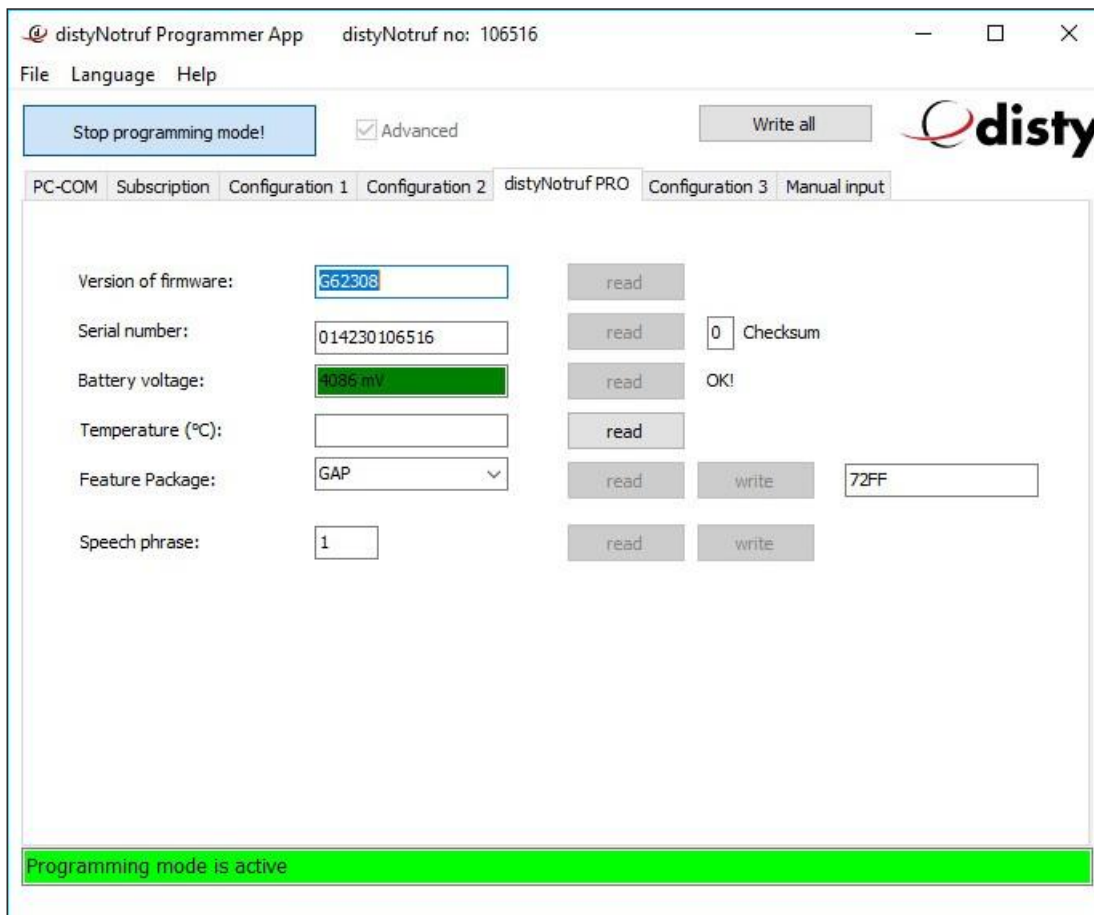 distyNotruf Programmer App distyNotruf no: 106516
File Language Help
Stop programming mode! Advanced Write all disty
PC-COM Subscription Configuration 1 Configuration 2 distyNotruf PRO Configuration 3 Manual input
Version of firmware: G62308 read
Serial number: 014230106516 read 0 Checksum
Battery voltage: 4086 mV read OK!
Temperature (°C): read
Feature Package: GAP read write 72FF
Speech phrase: 1 read write
Programming mode is active